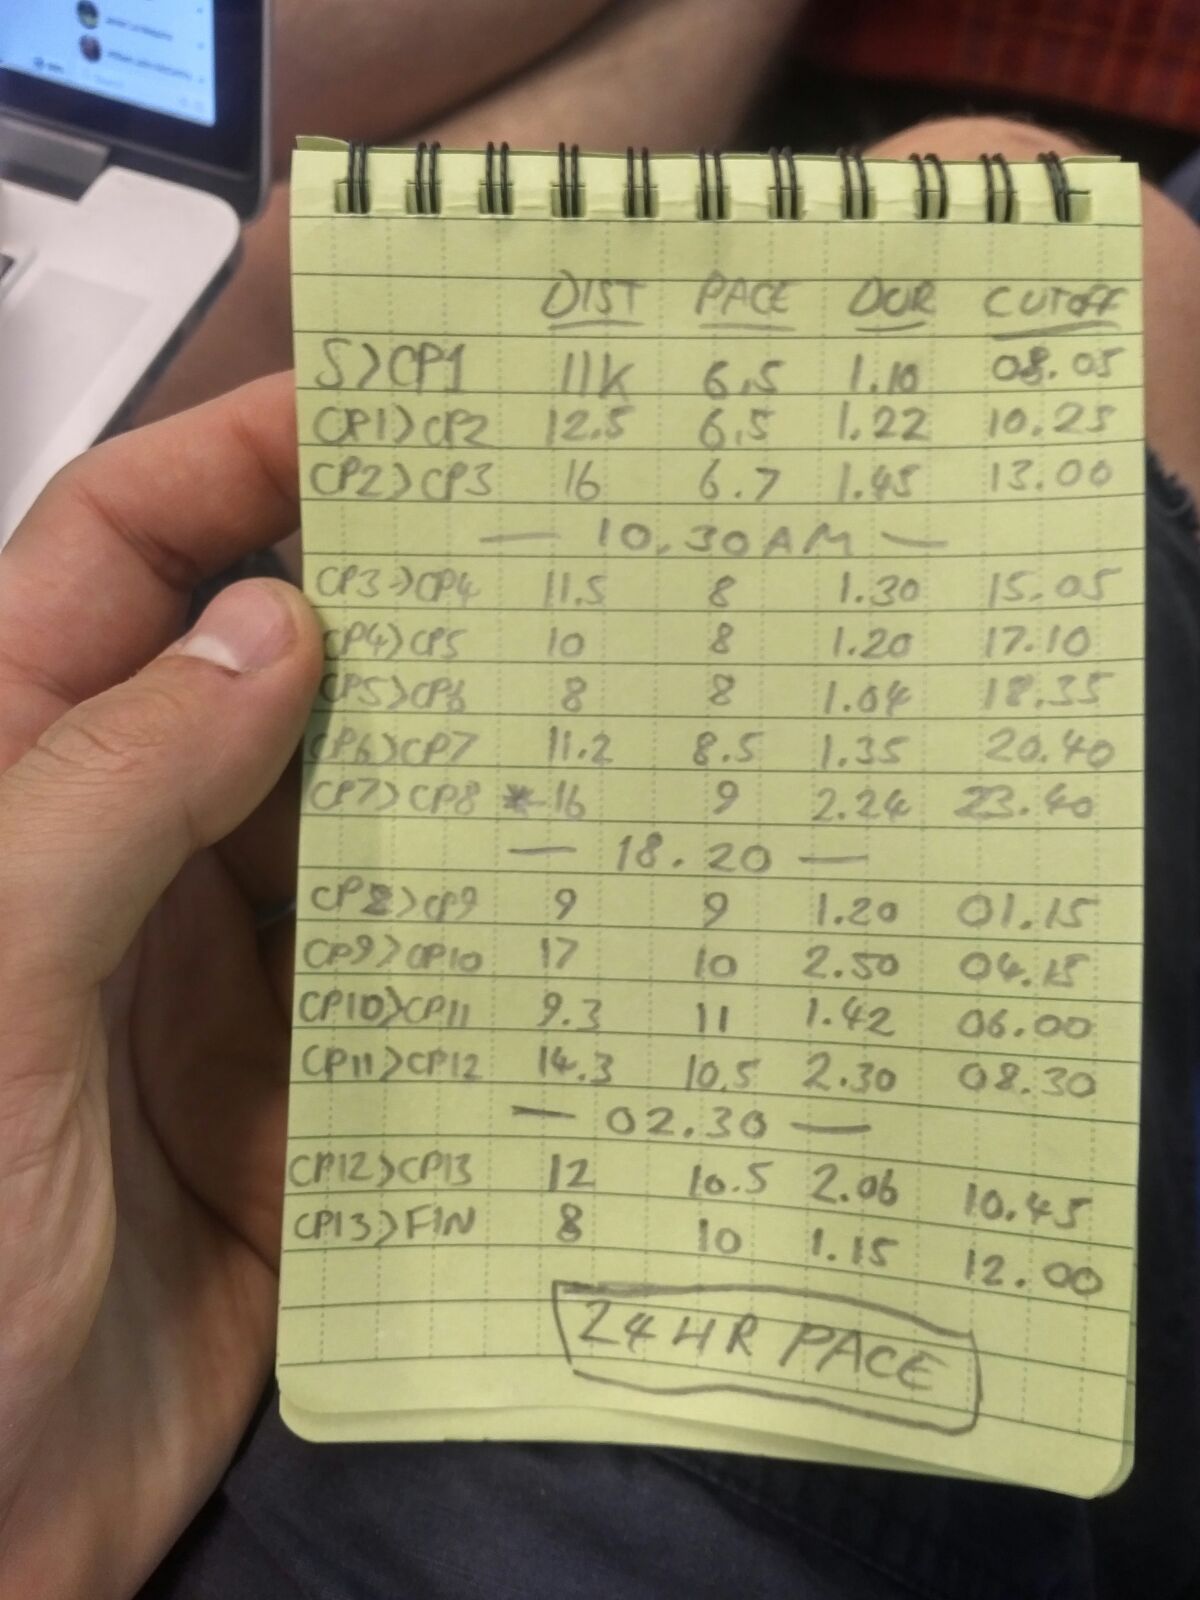 DIST PACE DUR CUTOFF
S>CP1 11K 6.5 1.10 08.05
CP1>CP2 12.5 6.5 1.22 10.25
CP2>CP3 16 6.7 1.45 13.00
— 10.30AM —
CP3>CP4 11.5 8 1.30 15.05
CP4>CP5 10 8 1.20 17.10
CP5>CP6 8 8 1.04 18.35
CP6>CP7 11.2 8.5 1.35 20.40
CP7>CP8 * 16 9 2.24 23.40
— 18.20 —
CP8>CP9 9 9 1.20 01.15
CP9>CP10 17 10 2.50 04.15
CP10>CP11 9.3 11 1.42 06.00
CP11>CP12 14.3 10.5 2.30 08.30
— 02.30 —
CP12>CP13 12 10.5 2.06 10.45
CP13>FIN 8 10 1.15 12.00
24 HR PACE